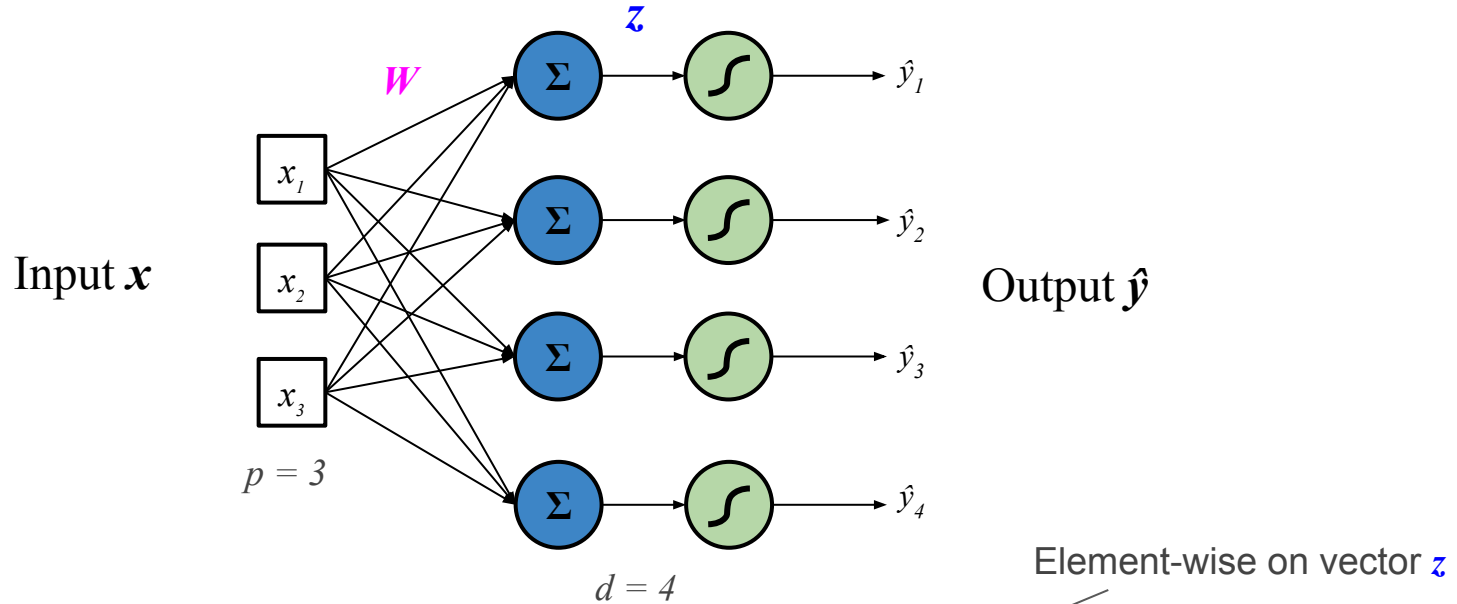 z
W
Σ
ŷ₁
x₁
Σ
ŷ₂
Input x
x₂
Output ŷ
Σ
ŷ₃
x₃
p = 3
Σ
ŷ₄
Element-wise on vector z
d = 4